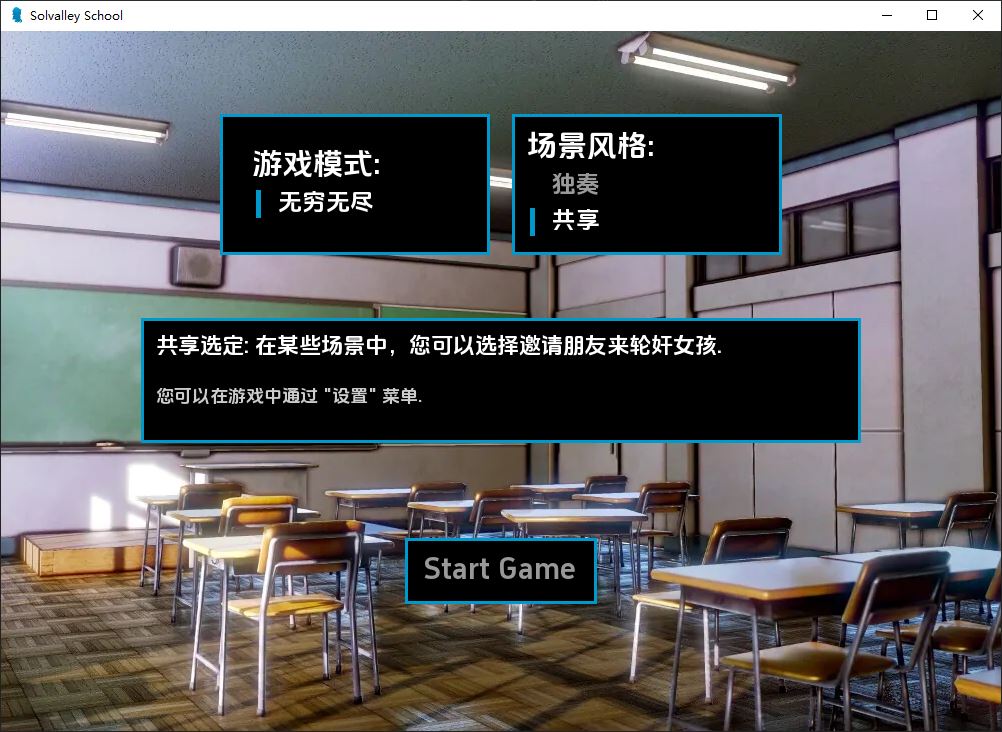 Solvalley School
游戏模式:
无穷无尽
场景风格:
独奏
共享
共享选定: 在某些场景中，您可以选择邀请朋友来轮奸女孩.
您可以在游戏中通过 "设置" 菜单.
Start Game